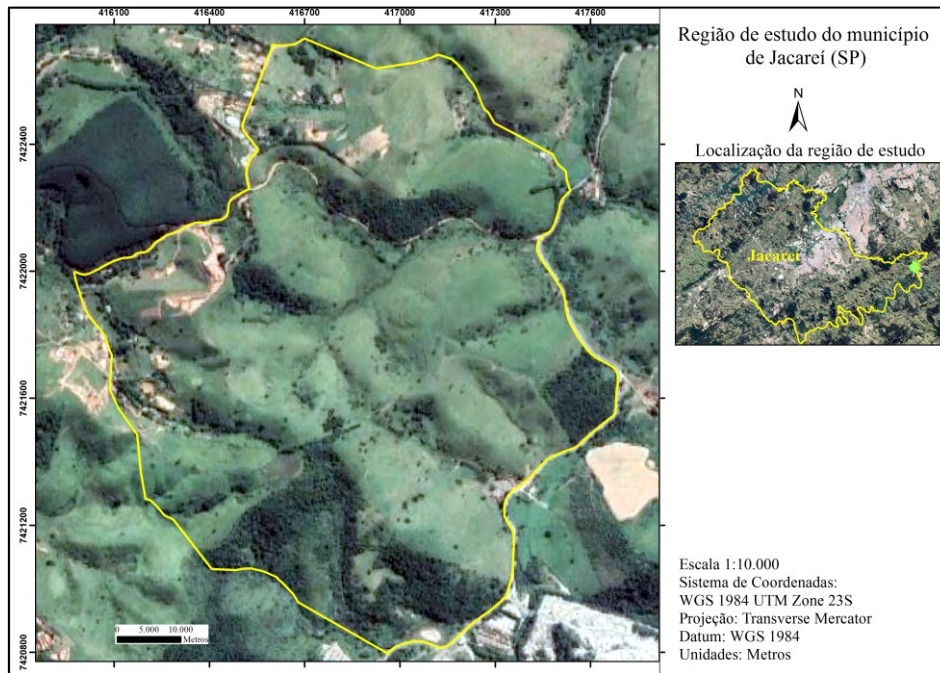 416100
416400
416700
417000
417300
417600
7422400
7422000
7421600
7421200
7420800
0 5.000 10.000
Metros
Região de estudo do município
de Jacareí (SP)
N
Localização da região de estudo
Jacareí
Escala 1:10.000
Sistema de Coordenadas:
WGS 1984 UTM Zone 23S
Projeção: Transverse Mercator
Datum: WGS 1984
Unidades: Metros